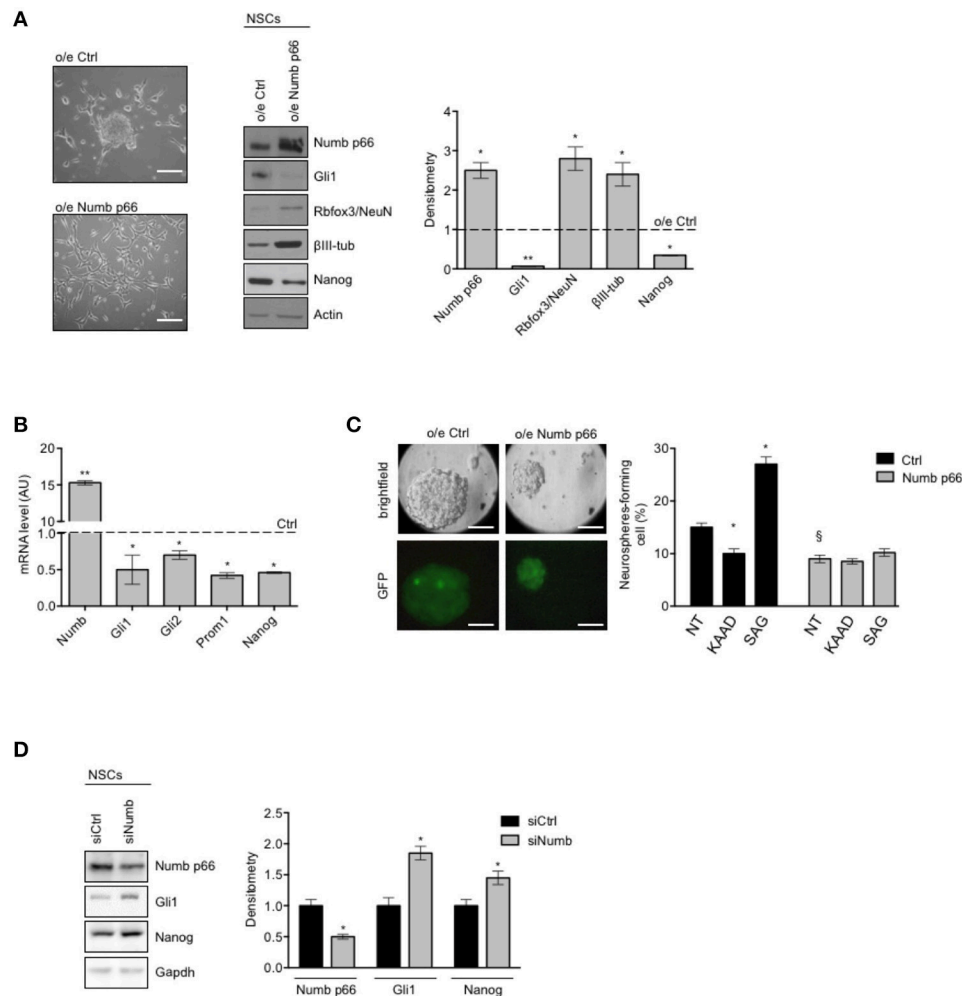 A
NSCs
o/e Ctrl
o/e Numb p66
o/e Ctrl
o/e Numb p66
Numb p66
Gli1
Rbfox3/NeuN
βIII-tub
Nanog
Actin
Densitometry
4
3
2
1
0
o/e Ctrl
*
**
*
*
*
Numb p66
Gli1
Rbfox3/NeuN
βIII-tub
Nanog
B
mRNA level (AU)
20
15
10
1.0
0.5
0.0
Ctrl
**
*
*
*
*
Numb
Gli1
Gli2
Prom1
Nanog
C
o/e Ctrl
o/e Numb p66
brightfield
GFP
Neurospheres-forming
cell (%)
30
20
10
0
*
*
§
Ctrl
Numb p66
NT
KAAD
SAG
NT
KAAD
SAG
D
NSCs
siCtrl
siNumb
Numb p66
Gli1
Nanog
Gapdh
Densitometry
2.5
2.0
1.5
1.0
0.5
0.0
*
*
*
siCtrl
siNumb
Numb p66
Gli1
Nanog